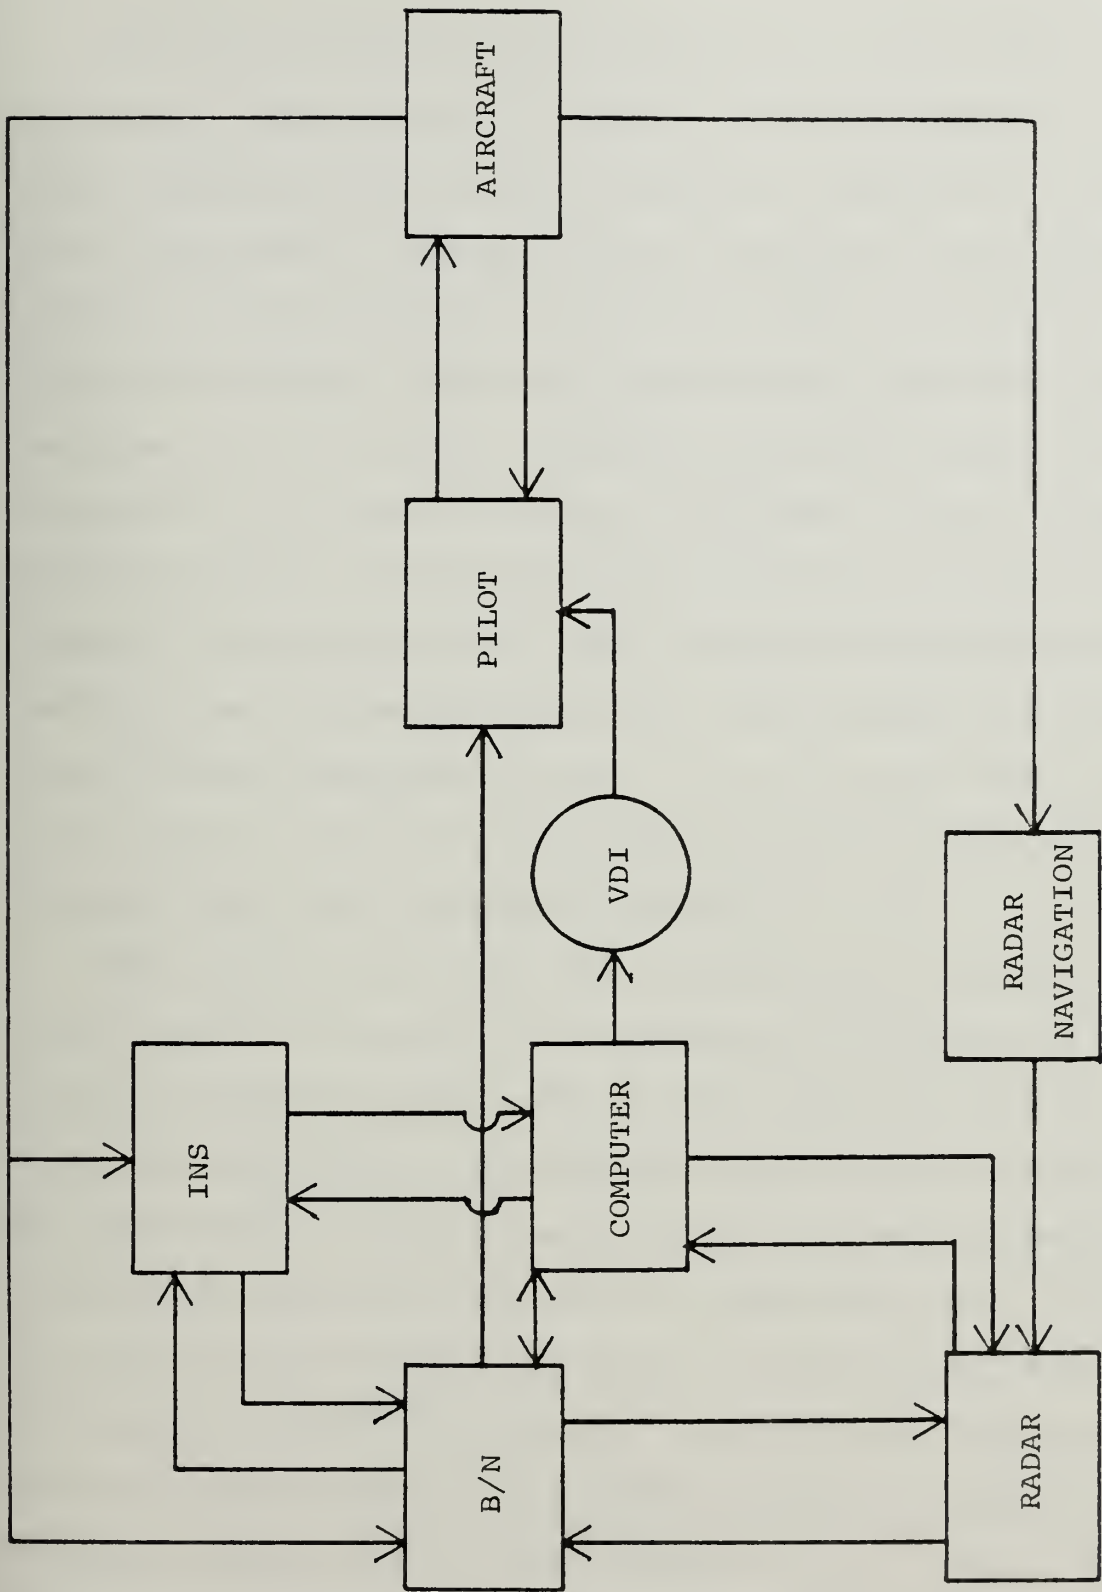 INS
B/N
COMPUTER
RADAR
VDI
RADAR
NAVIGATION
PILOT
AIRCRAFT